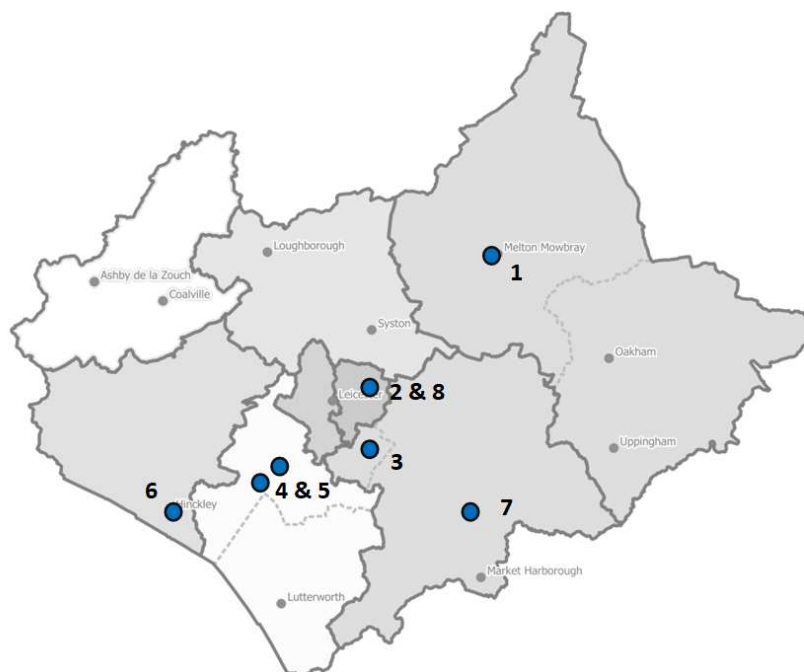 Melton Mowbray
1
Loughborough
Ashby de la Zouch
Coalville
Syston
Oakham
Leicester
2 & 8
Uppingham
3
4 & 5
6
Hinckley
7
Market Harborough
Lutterworth